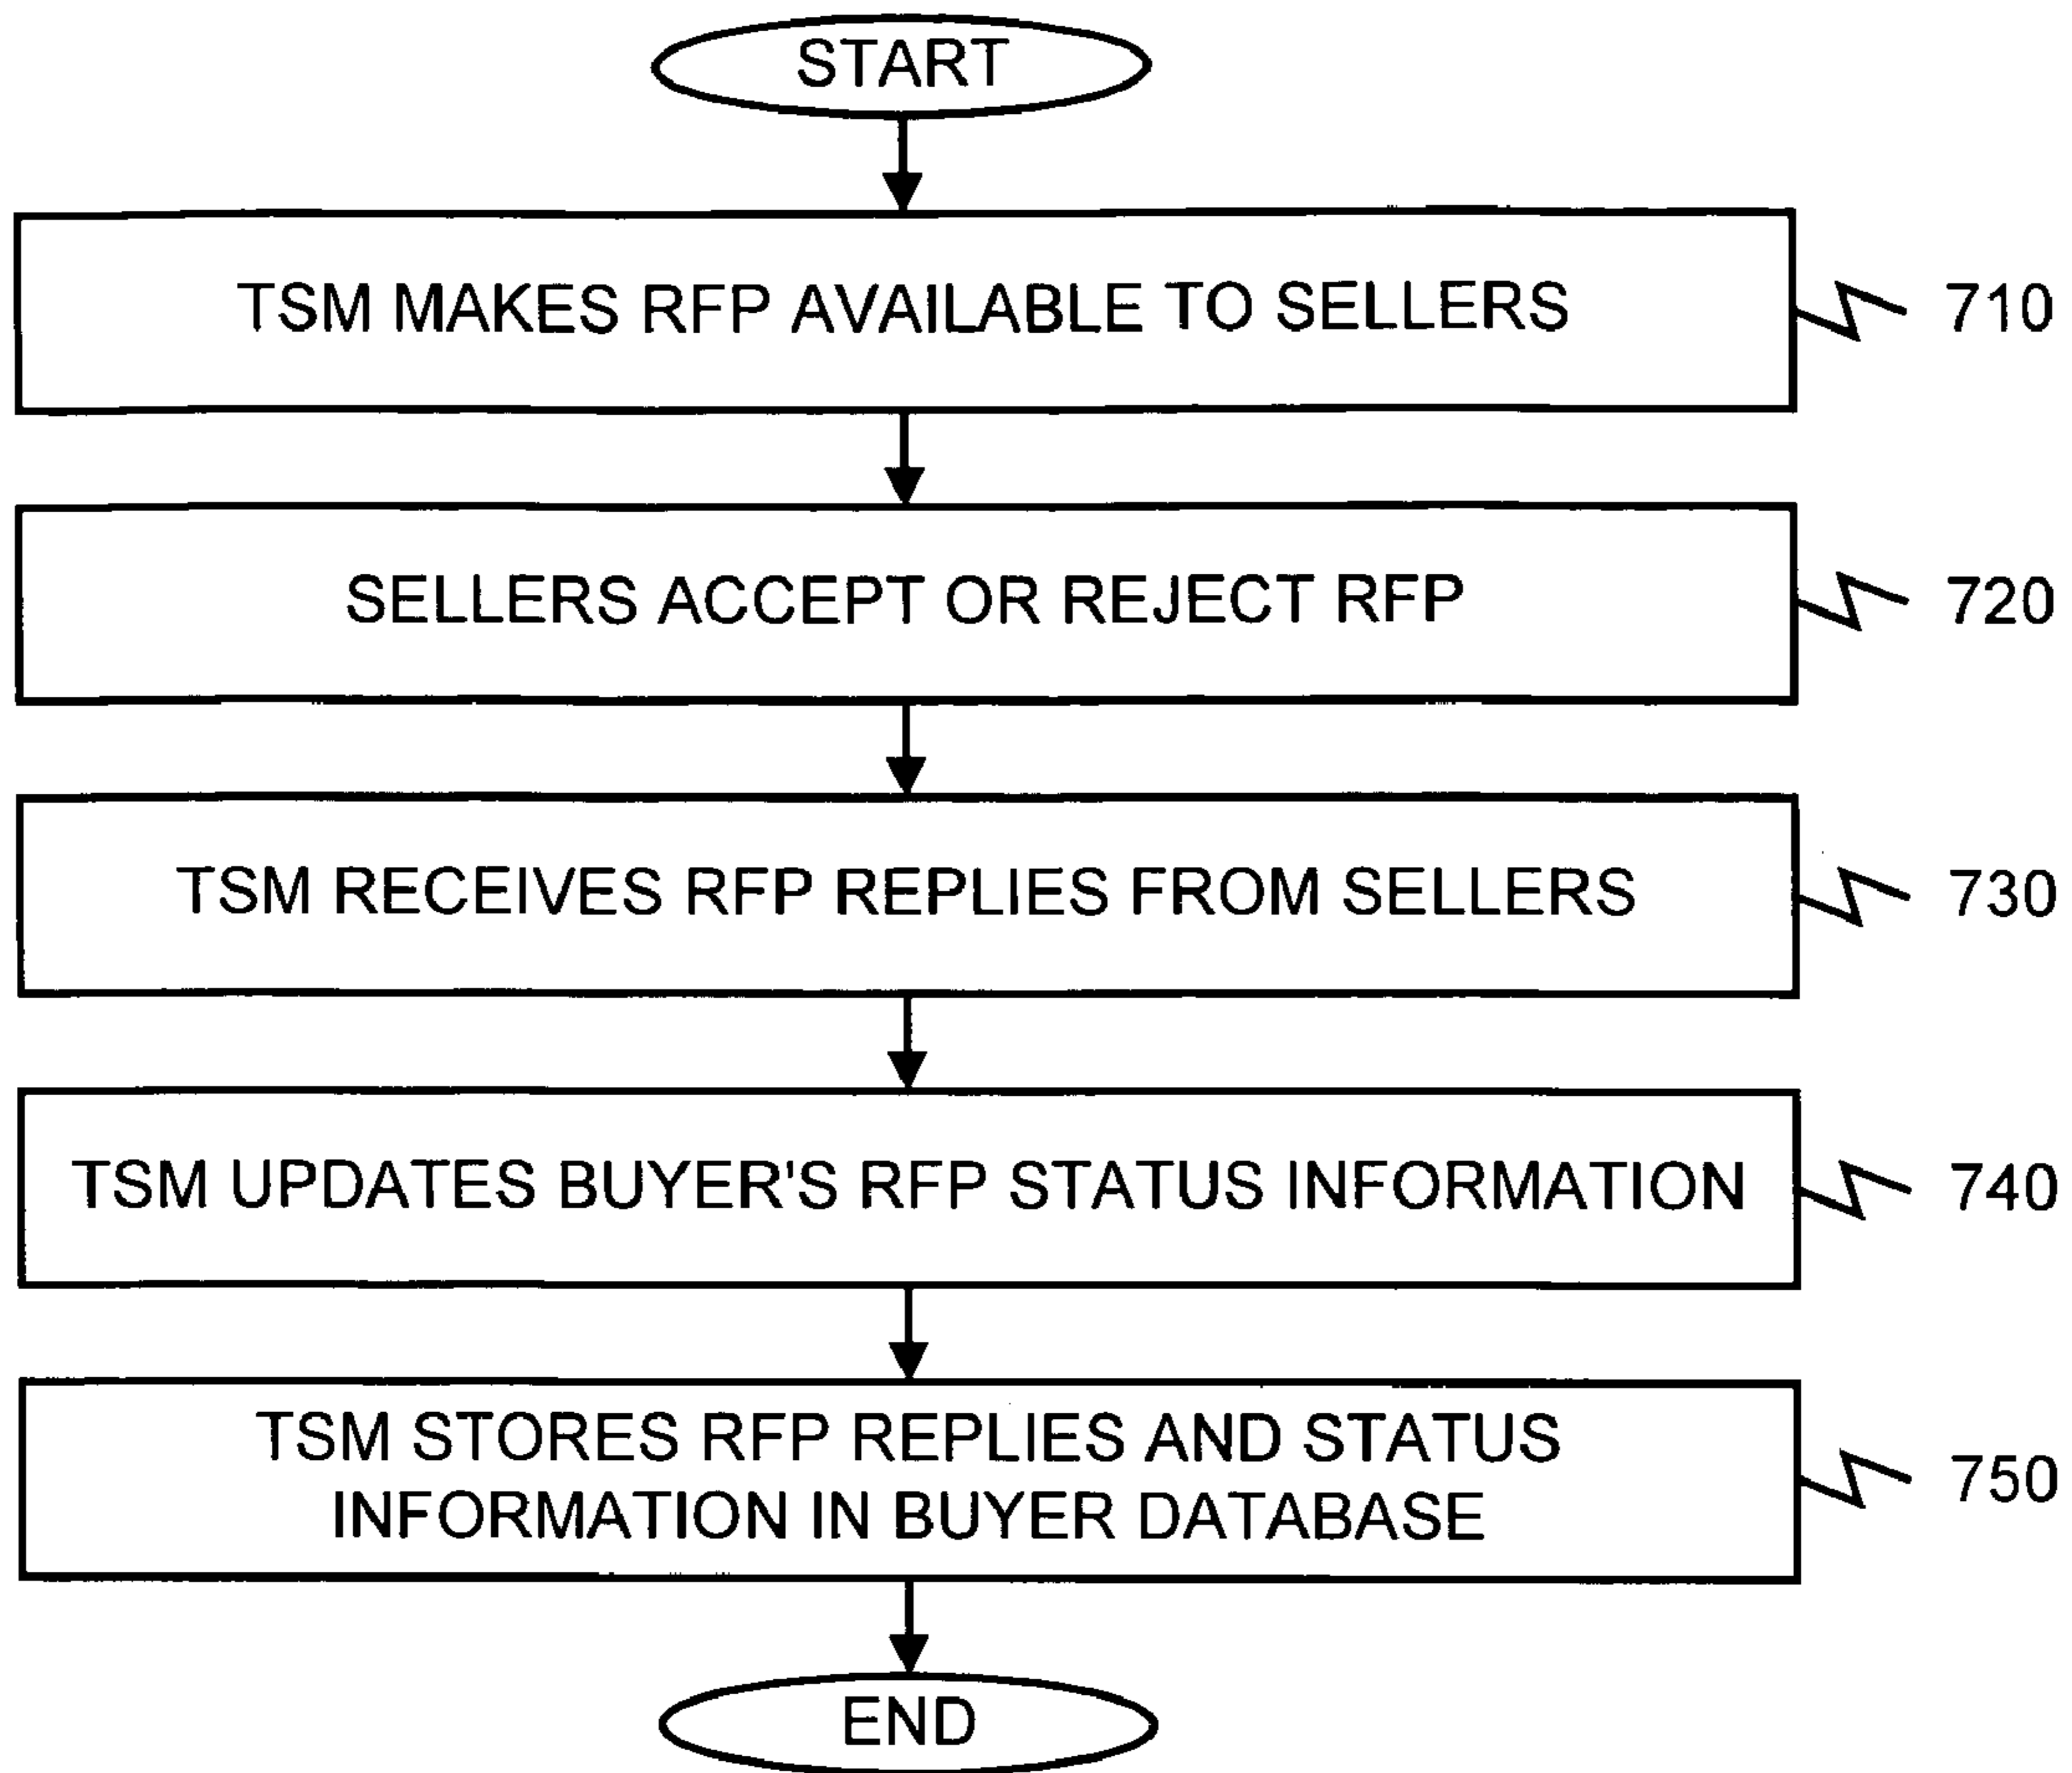 START
TSM MAKES RFP AVAILABLE TO SELLERS
710
SELLERS ACCEPT OR REJECT RFP
720
TSM RECEIVES RFP REPLIES FROM SELLERS
730
TSM UPDATES BUYER'S RFP STATUS INFORMATION
740
TSM STORES RFP REPLIES AND STATUS
INFORMATION IN BUYER DATABASE
750
END